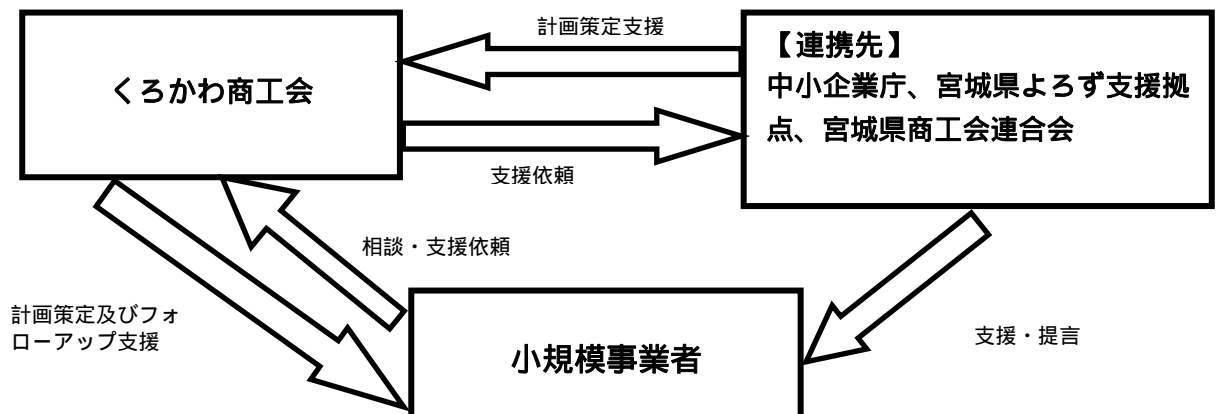 計画策定支援
【連携先】
中小企業庁、宮城県よろず支援拠
点、宮城県商工会連合会
くろかわ商工会
支援依頼
相談・支援依頼
計画策定及びフォ
ローアップ支援
小規模事業者
支援・提言